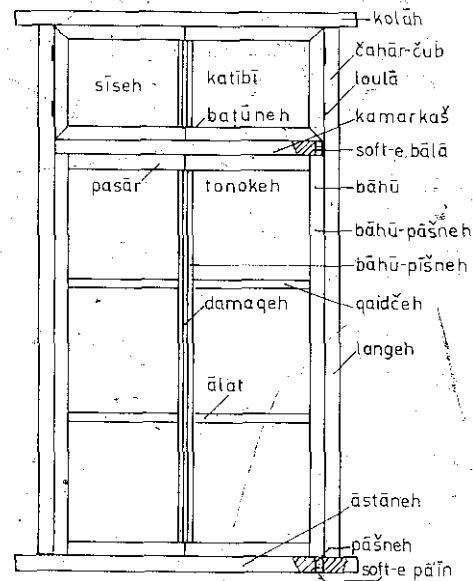 kolāh
čahār-čub
sīseh
katībī
loulā
batūneh
kamarkaš
soft-e, bālā
pasār
tonokeh
bāhū
bāhū-pāšneh
bāhū-pīšneh
damaqeh
qaidčeh
langeh
ālat
āstāneh
pāšneh
soft-e pāīn